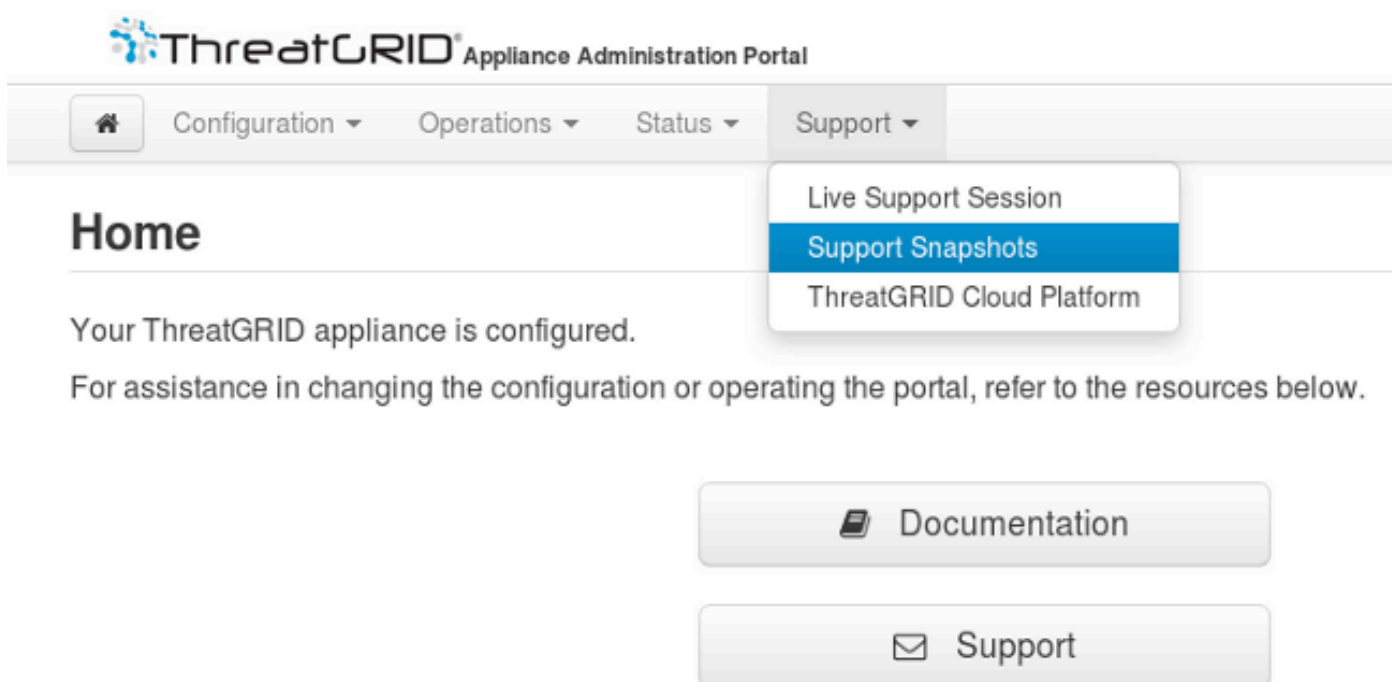 ThreatGRID® Appliance Administration Portal
Configuration Operations Status Support
Live Support Session
Support Snapshots
ThreatGRID Cloud Platform
Home
Your ThreatGRID appliance is configured.
For assistance in changing the configuration or operating the portal, refer to the resources below.
Documentation
Support